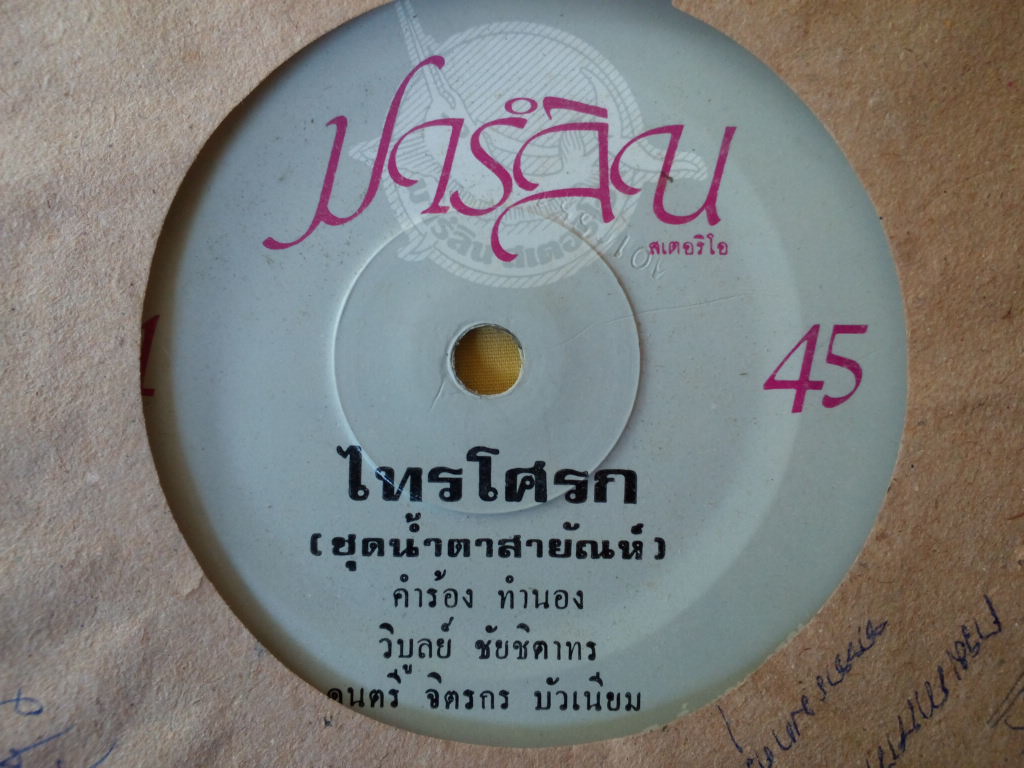 ปาร์ลิน
สเตอริโอ
1 45
ไทรโศรก
(ชุดน้ำตาสายัณห์)
คำร้อง ทำนอง
วิบูลย์ ชัยชิตาทร
ดนตรี จิตรกร บัวเนียม